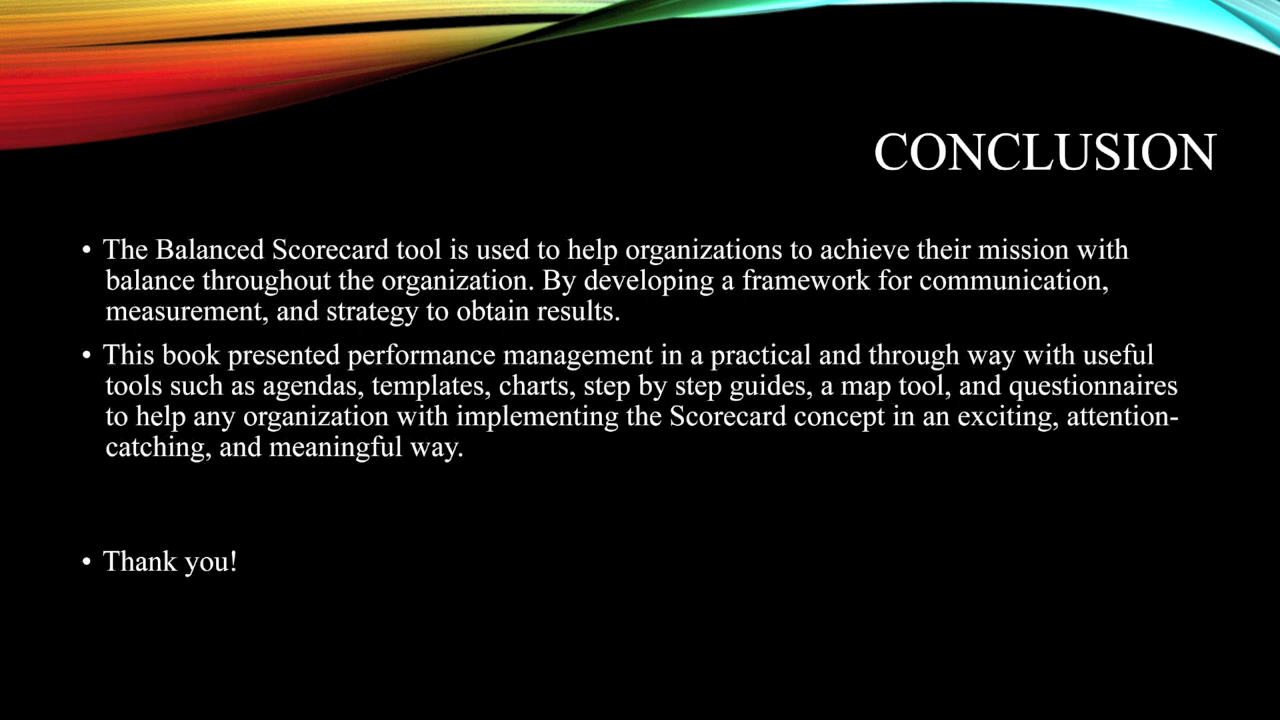 CONCLUSION
• The Balanced Scorecard tool is used to help organizations to achieve their mission with
balance throughout the organization. By developing a framework for communication,
measurement, and strategy to obtain results.
• This book presented performance management in a practical and through way with useful
tools such as agendas, templates, charts, step by step guides, a map tool, and questionnaires
to help any organization with implementing the Scorecard concept in an exciting, attention-
catching, and meaningful way.
• Thank you!